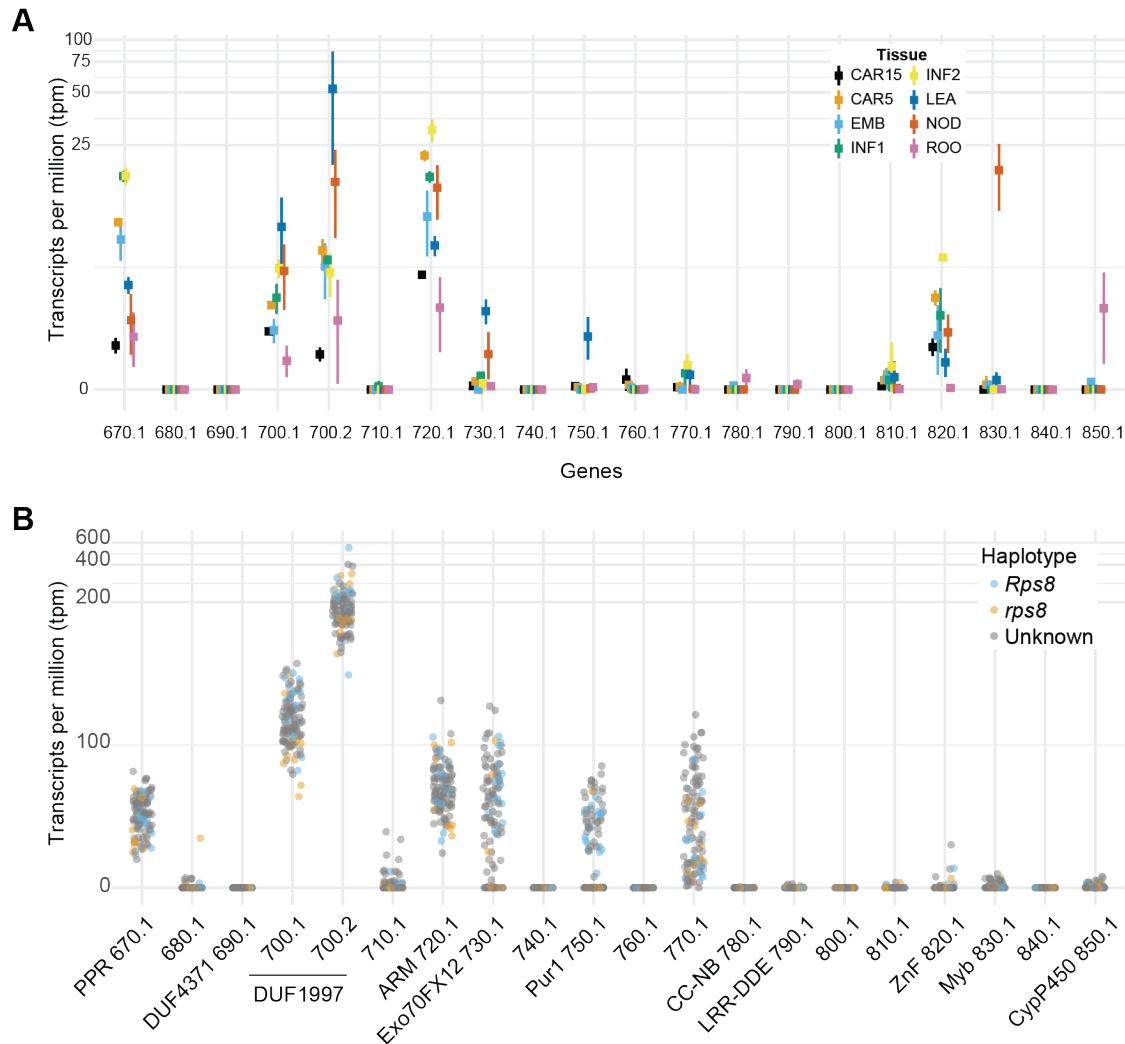 A
Transcripts per million (tpm)
100
75
50
25
0
Tissue
CAR15 INF2
CAR5 LEA
EMB NOD
INF1 ROO
670.1 680.1 690.1 700.1 700.2 710.1 720.1 730.1 740.1 750.1 760.1 770.1 780.1 790.1 800.1 810.1 820.1 830.1 840.1 850.1
Genes
B
Transcripts per million (tpm)
600
400
200
100
0
Haplotype
Rps8
rps8
Unknown
PPR 670.1
680.1
DUF4371 690.1
700.1
700.2
DUF1997
710.1
ARM 720.1
Exo70FX12 730.1
740.1
Pur1 750.1
760.1
770.1
CC-NB 780.1
LRR-DDE 790.1
800.1
810.1
ZnF 820.1
Myb 830.1
840.1
CypP450 850.1